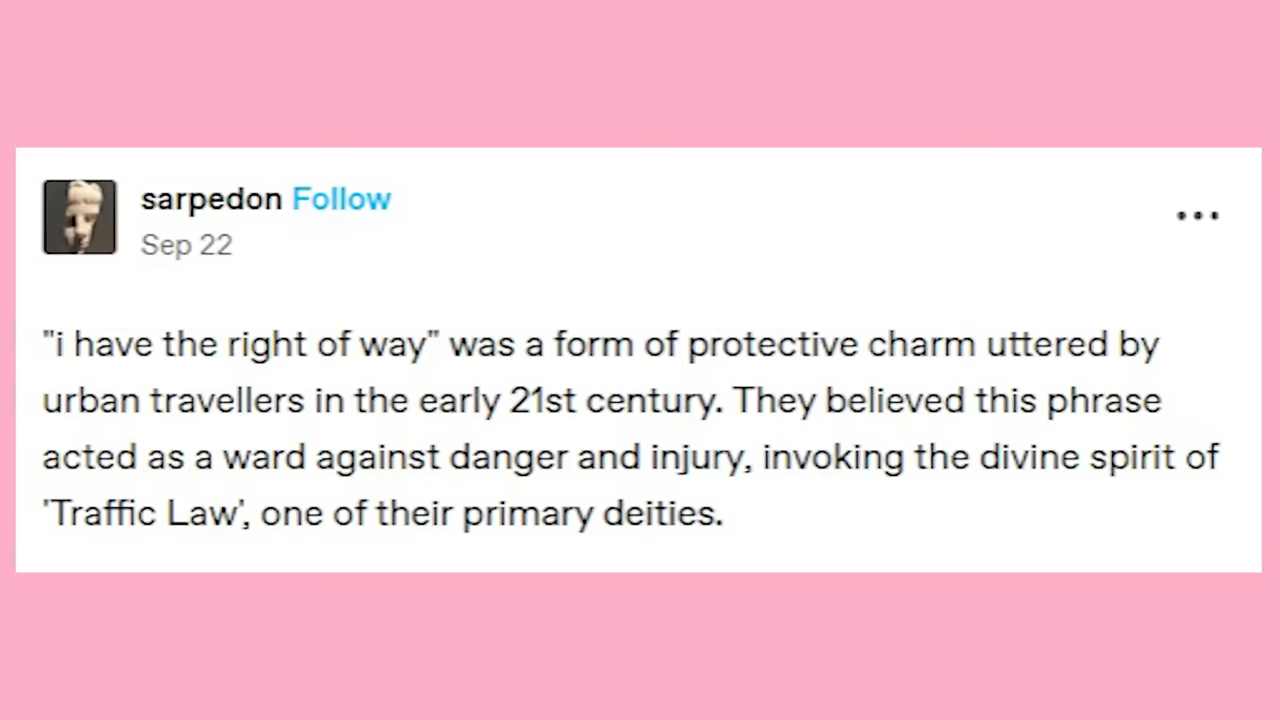 sarpedon Follow
Sep 22
"i have the right of way" was a form of protective charm uttered by
urban travellers in the early 21st century. They believed this phrase
acted as a ward against danger and injury, invoking the divine spirit of
'Traffic Law', one of their primary deities.